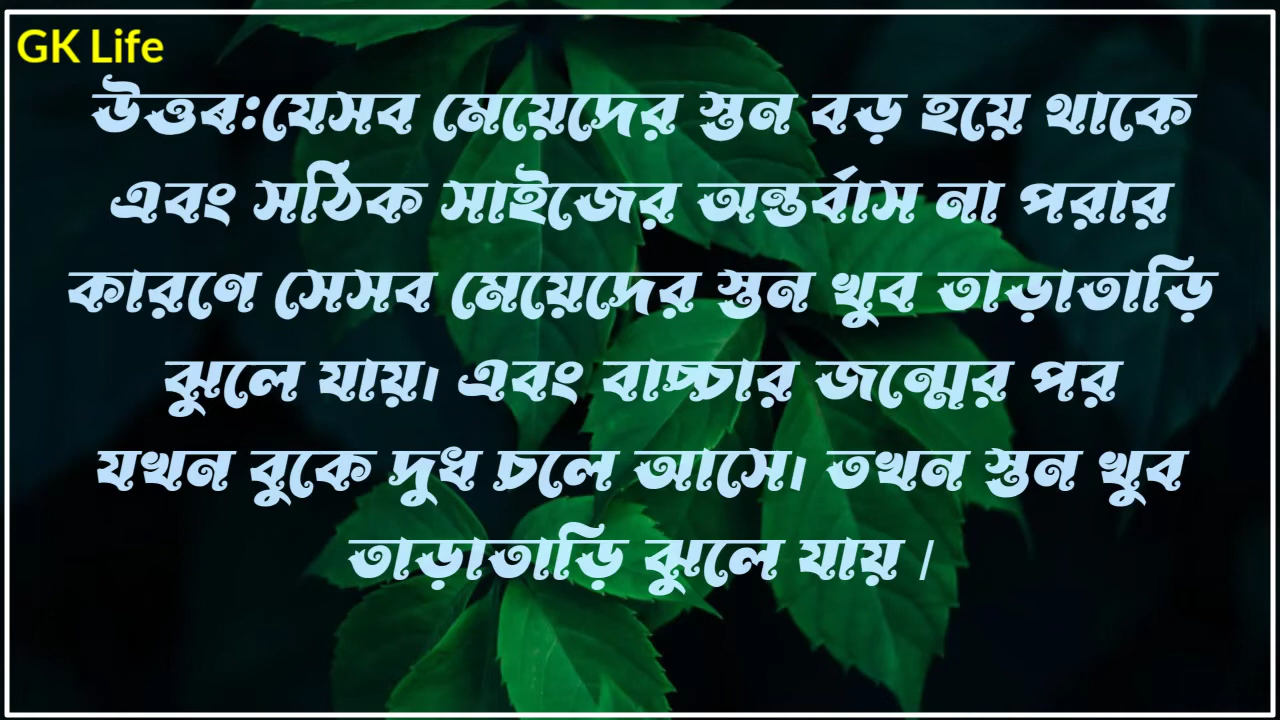 GK Life
উত্তৰ:যেসব মেয়েদের স্তন বড় হয়ে থাকে
এবং সঠিক সাইজের অন্তর্বাস না পরার
কারণে সেসব মেয়েদের স্তন খুব তাড়াতাড়ি
ঝুলে যায়। এবং বাচ্চার জন্মের পর
যখন বুকে দুধ চলে আসে। তখন স্তন খুব
তাড়াতাড়ি ঝুলে যায় |